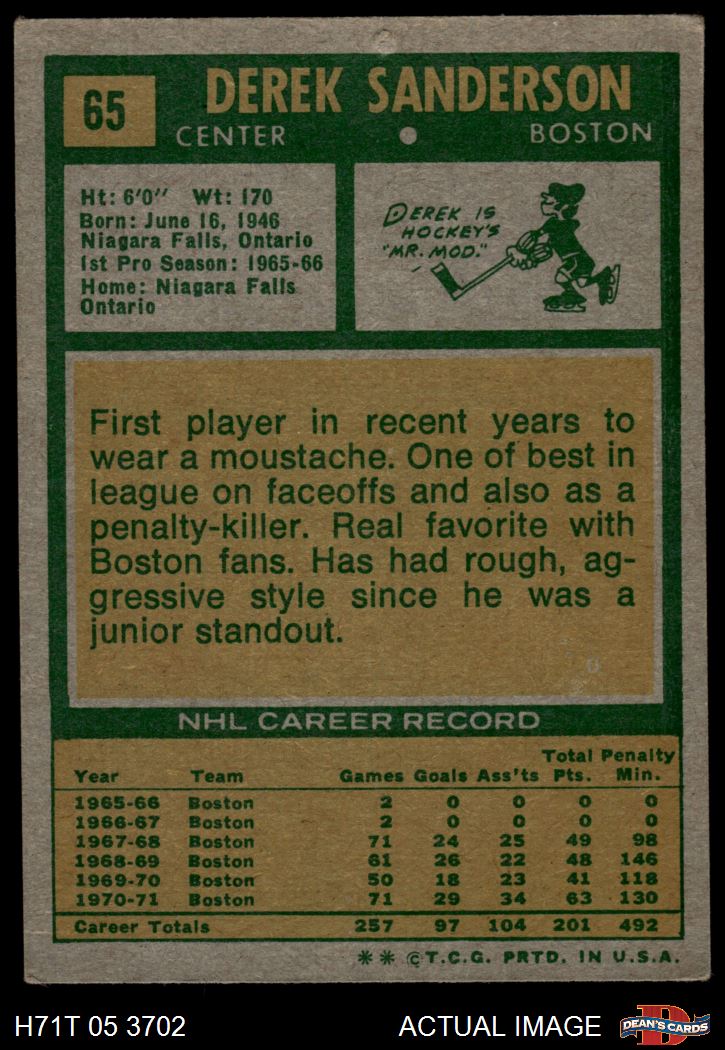 65
DEREK SANDERSON
CENTER • BOSTON
Ht: 6'0" Wt: 170
Born: June 16, 1946
Niagara Falls, Ontario
1st Pro Season: 1965-66
Home: Niagara Falls
Ontario
DEREK IS
HOCKEY'S
"MR. MOD."
First player in recent years to
wear a moustache. One of best in
league on faceoffs and also as a
penalty-killer. Real favorite with
Boston fans. Has had rough, ag-
gressive style since he was a
junior standout.
NHL CAREER RECORD
Total Penalty
Year Team Games Goals Ass'ts Pts. Min.
1965-66 Boston 2 0 0 0 0
1966-67 Boston 2 0 0 0 0
1967-68 Boston 71 24 25 49 98
1968-69 Boston 61 26 22 48 146
1969-70 Boston 50 18 23 41 118
1970-71 Boston 71 29 34 63 130
Career Totals 257 97 104 201 492
** ©T.C.G. PRTD. IN U.S.A.
H71T 05 3702 ACTUAL IMAGE
D
DEAN'S CARDS